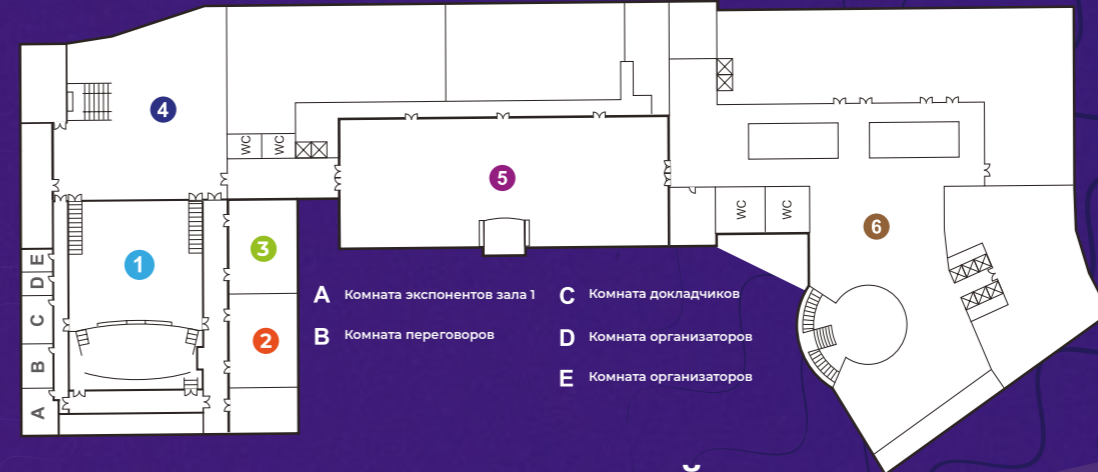 4
WC
WC
5
WC
WC
6
1
3
2
E
D
C
B
A
A Комната экспонентов зала 1
B Комната переговоров
C Комната докладчиков
D Комната организаторов
E Комната организаторов